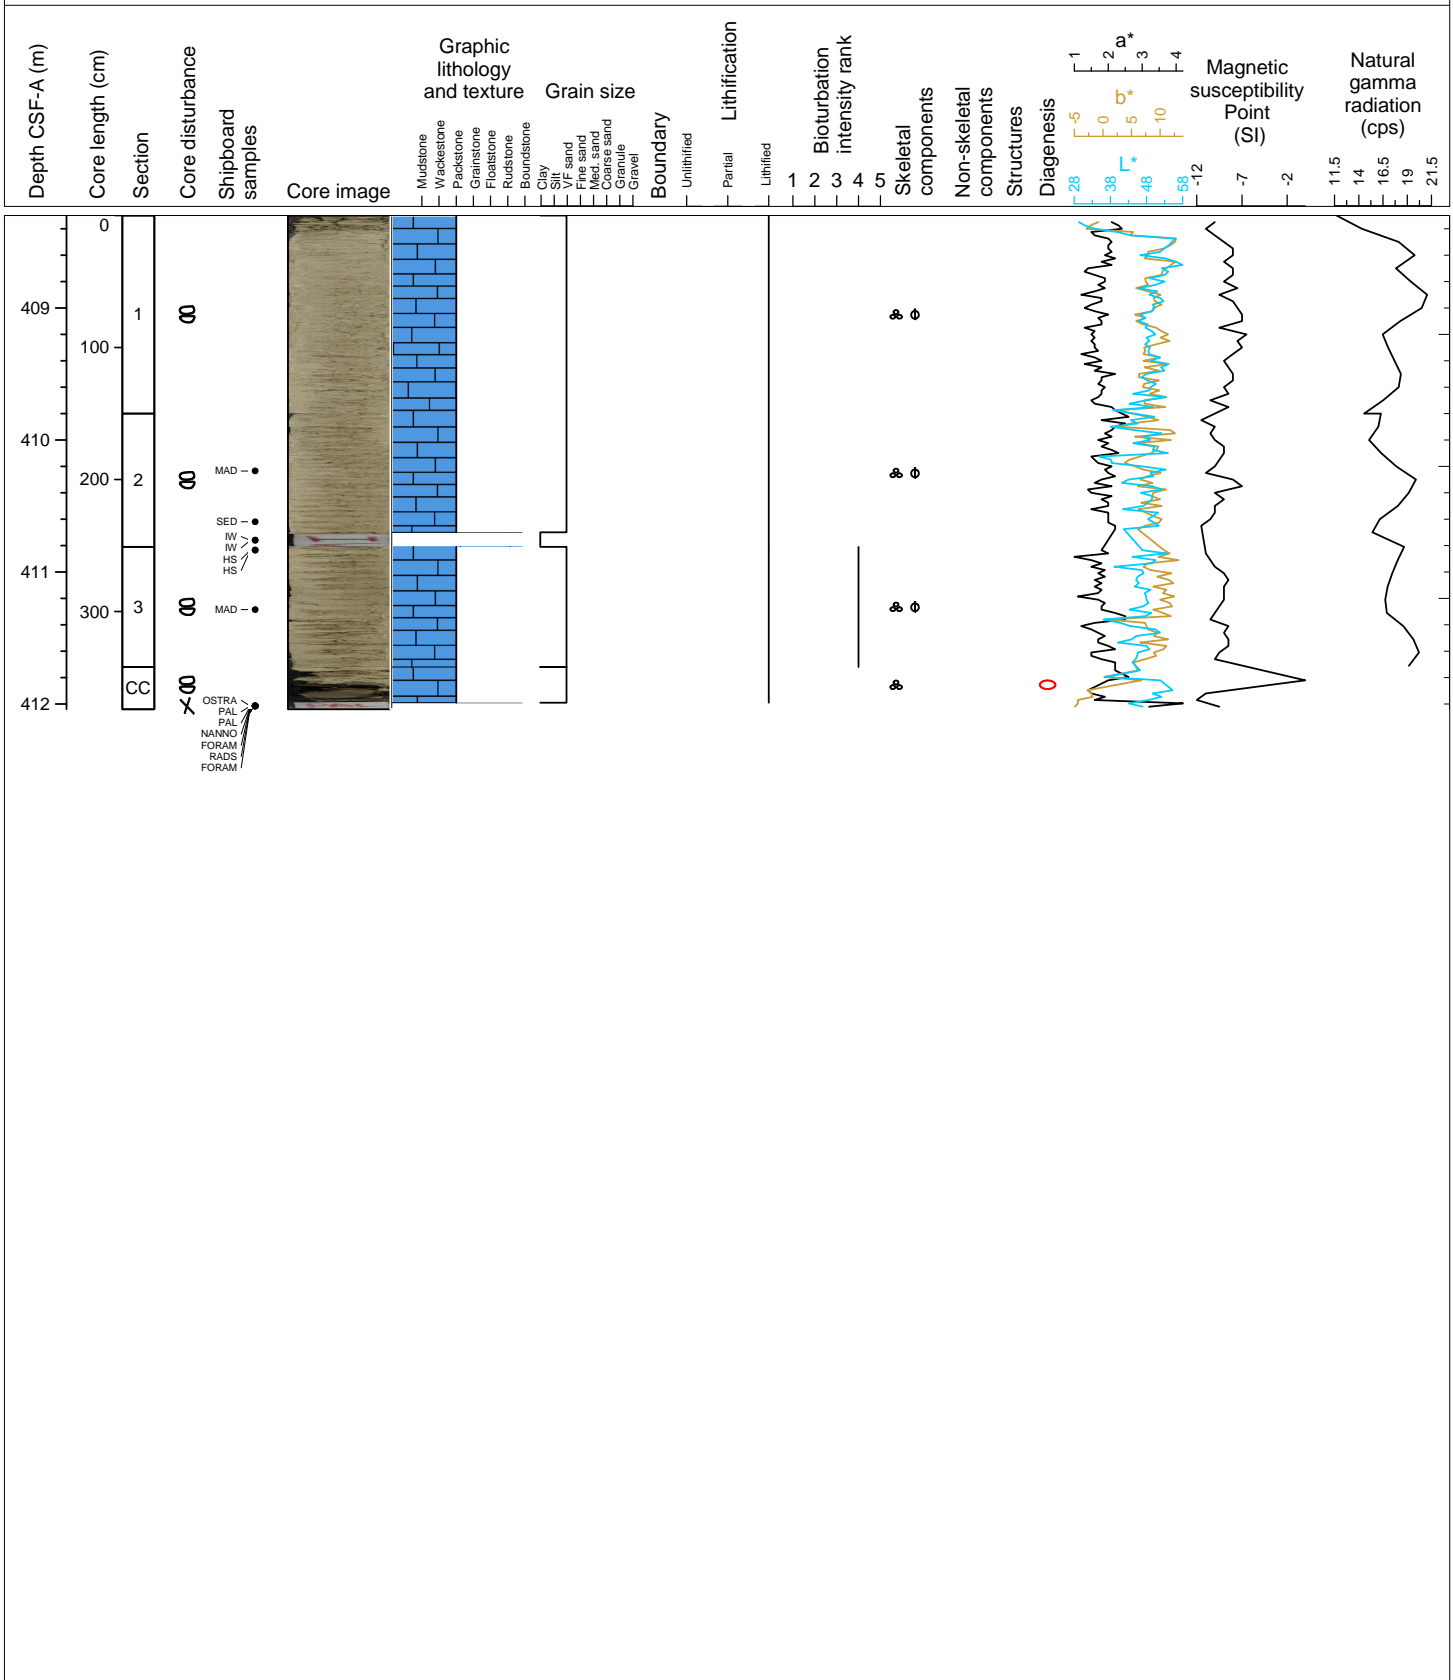 Depth CSF-A (m)
Core length (cm)
Section
Core disturbance
Shipboard
samples
Core image
Graphic
lithology
and texture
Mudstone
Wackestone
Packstone
Grainstone
Floatstone
Rudstone
Boundstone
Grain size
Clay
Silt
VF sand
Fine sand
Med. sand
Coarse sand
Granule
Gravel
Boundary
Lithification
Unlithified
Partial
Lithified
Bioturbation
intensity rank
1 2 3 4 5
Skeletal
components
Non-skeletal
components
Structures
Diagenesis
1 2 3 4
a*
b*
-5 0 5 10
L*
28 38 48 58
Magnetic
susceptibility
Point
(SI)
-12 -7 -2
Natural
gamma
radiation
(cps)
11.5 14 16.5 19 21.5
0
409
1
100
410
MAD
200
2
SED
IW
IW
HS
HS
411
300
3
MAD
CC
412
OSTRA
PAL
PAL
NANNO
FORAM
RADS
FORAM